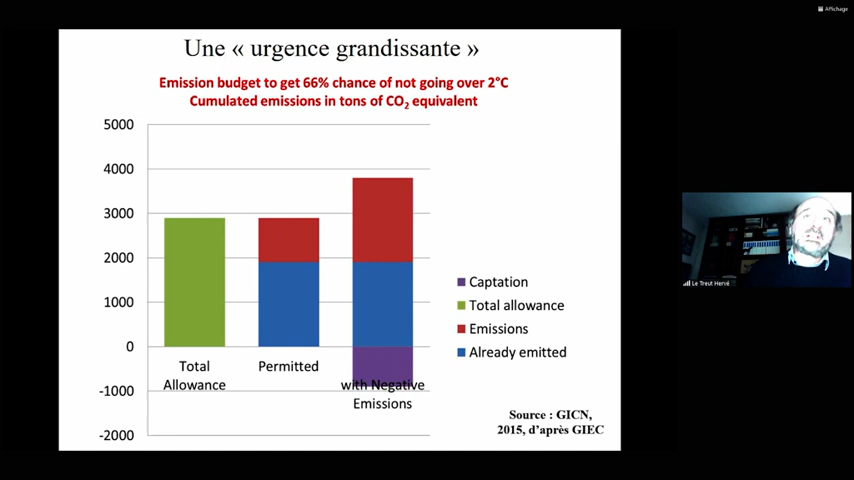 Affichage
Une « urgence grandissante »
Emission budget to get 66% chance of not going over 2°C
Cumulated emissions in tons of CO₂ equivalent
5000
4000
3000
2000
1000
0
-1000
-2000
Total
Allowance
Permitted
with Negative
Emissions
Captation
Total allowance
Emissions
Already emitted
Source : GICN,
2015, d'après GIEC
Le Treut Hervé